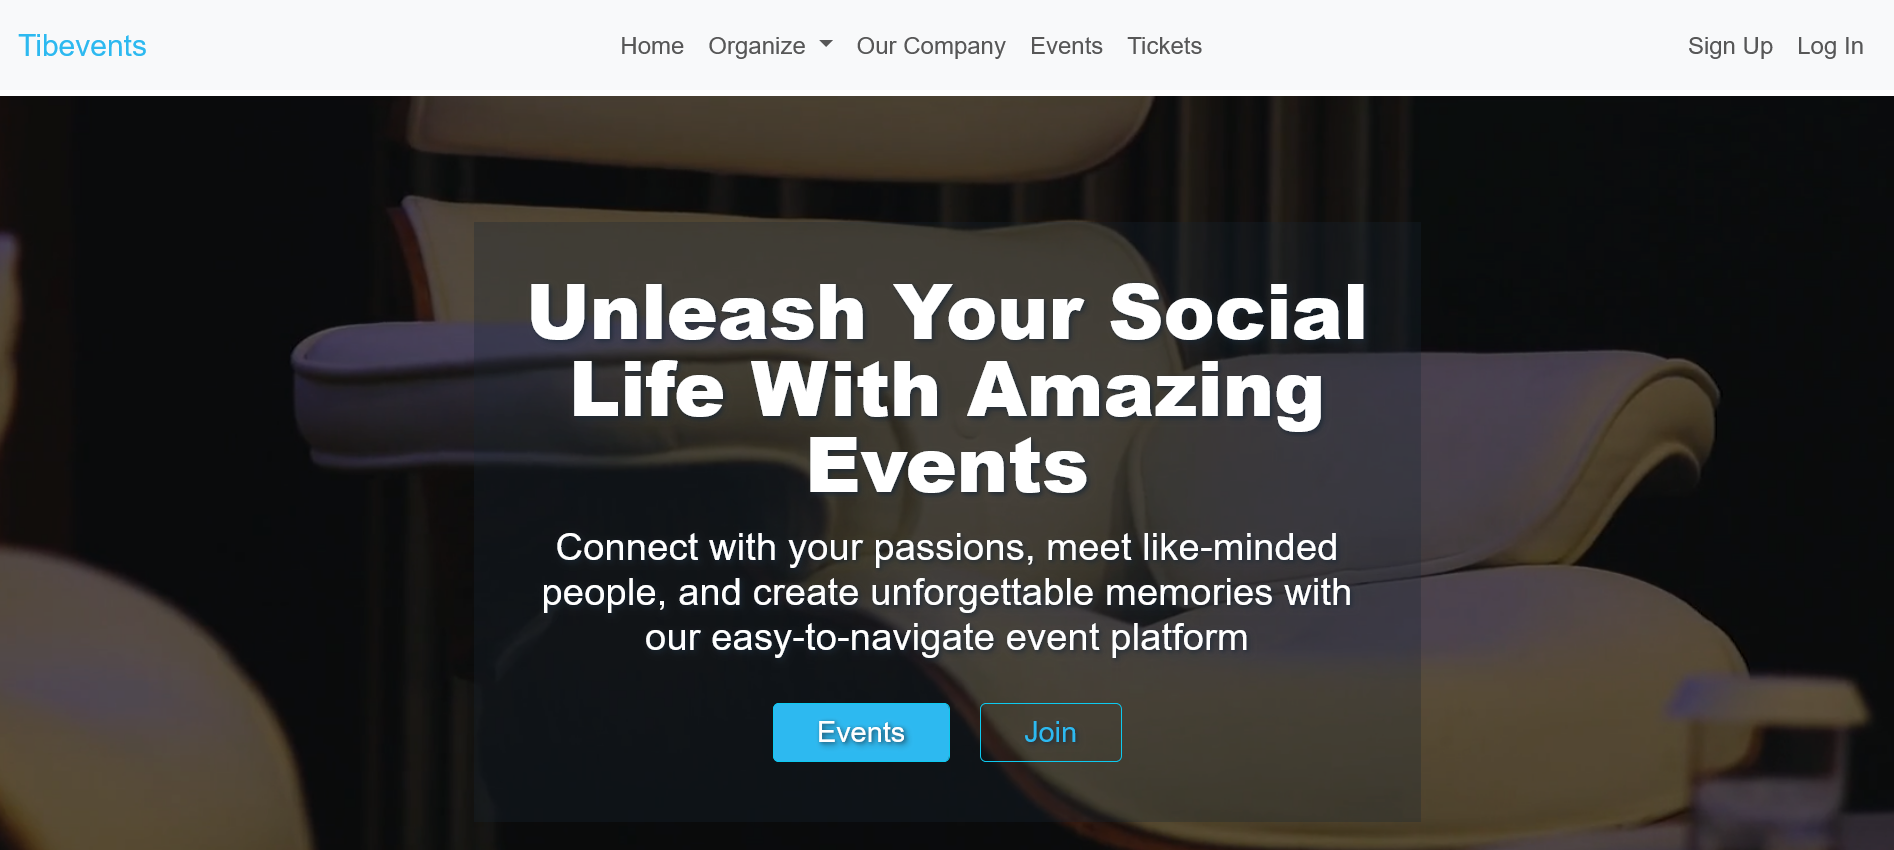 Tibevents
Home Organize Our Company Events Tickets
Sign Up Log In
Unleash Your Social
Life With Amazing
Events
Connect with your passions, meet like-minded
people, and create unforgettable memories with
our easy-to-navigate event platform
Events
Join